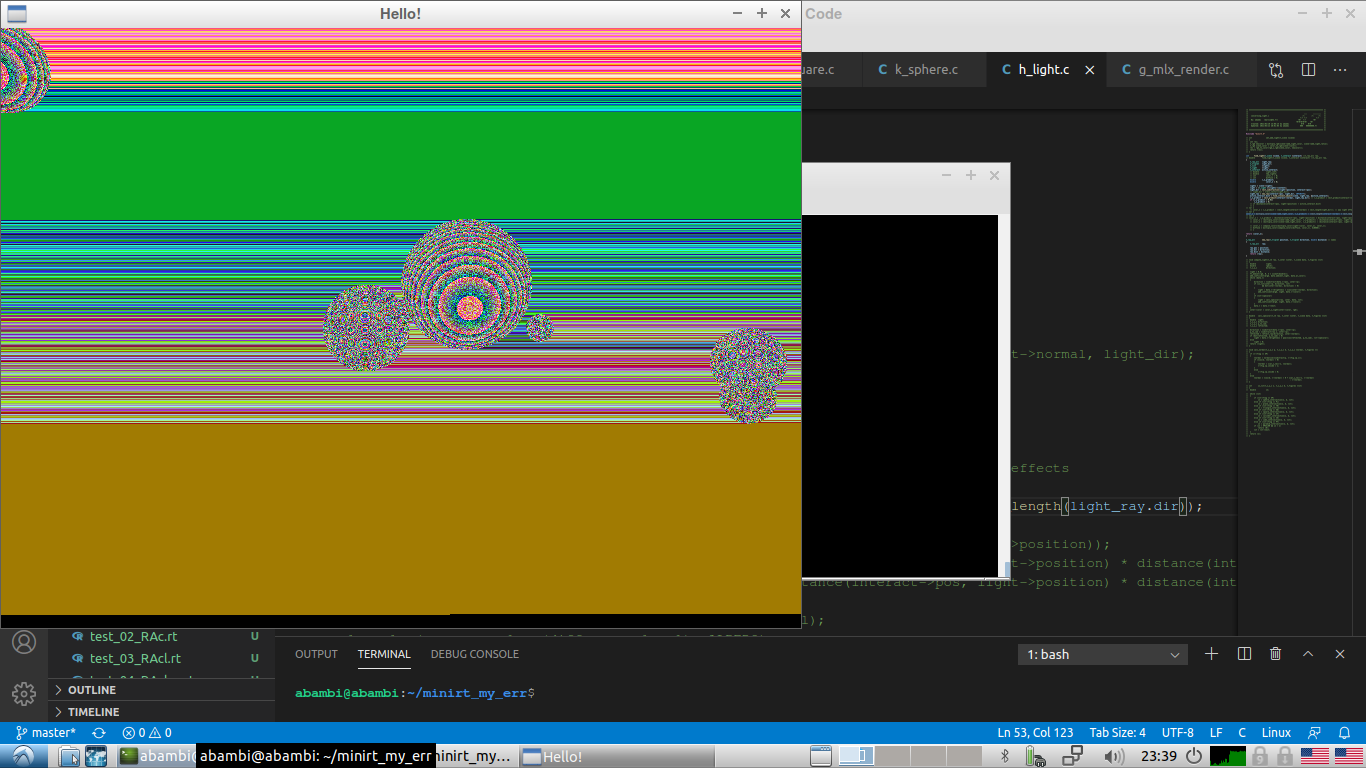 Hello!
Code
uare.c
k_sphere.c
h_light.c
g_mlx_render.c
t->normal, light_dir);
effects
length(light_ray.dir));
>position));
->position) * distance(int
tance(interact->pos, light->position) * distance(int
l);
test_02_RAc.rt U
test_03_RAcl.rt U
OUTLINE
TIMELINE
OUTPUT
TERMINAL
DEBUG CONSOLE
1: bash
abambi@abambi:~/minirt_my_err$
master*
0
0
Ln 53, Col 123
Tab Size: 4
UTF-8
LF
C
Linux
abambi@
abambi@abambi: ~/minirt_my_err
inirt_my...
Hello!
23:39